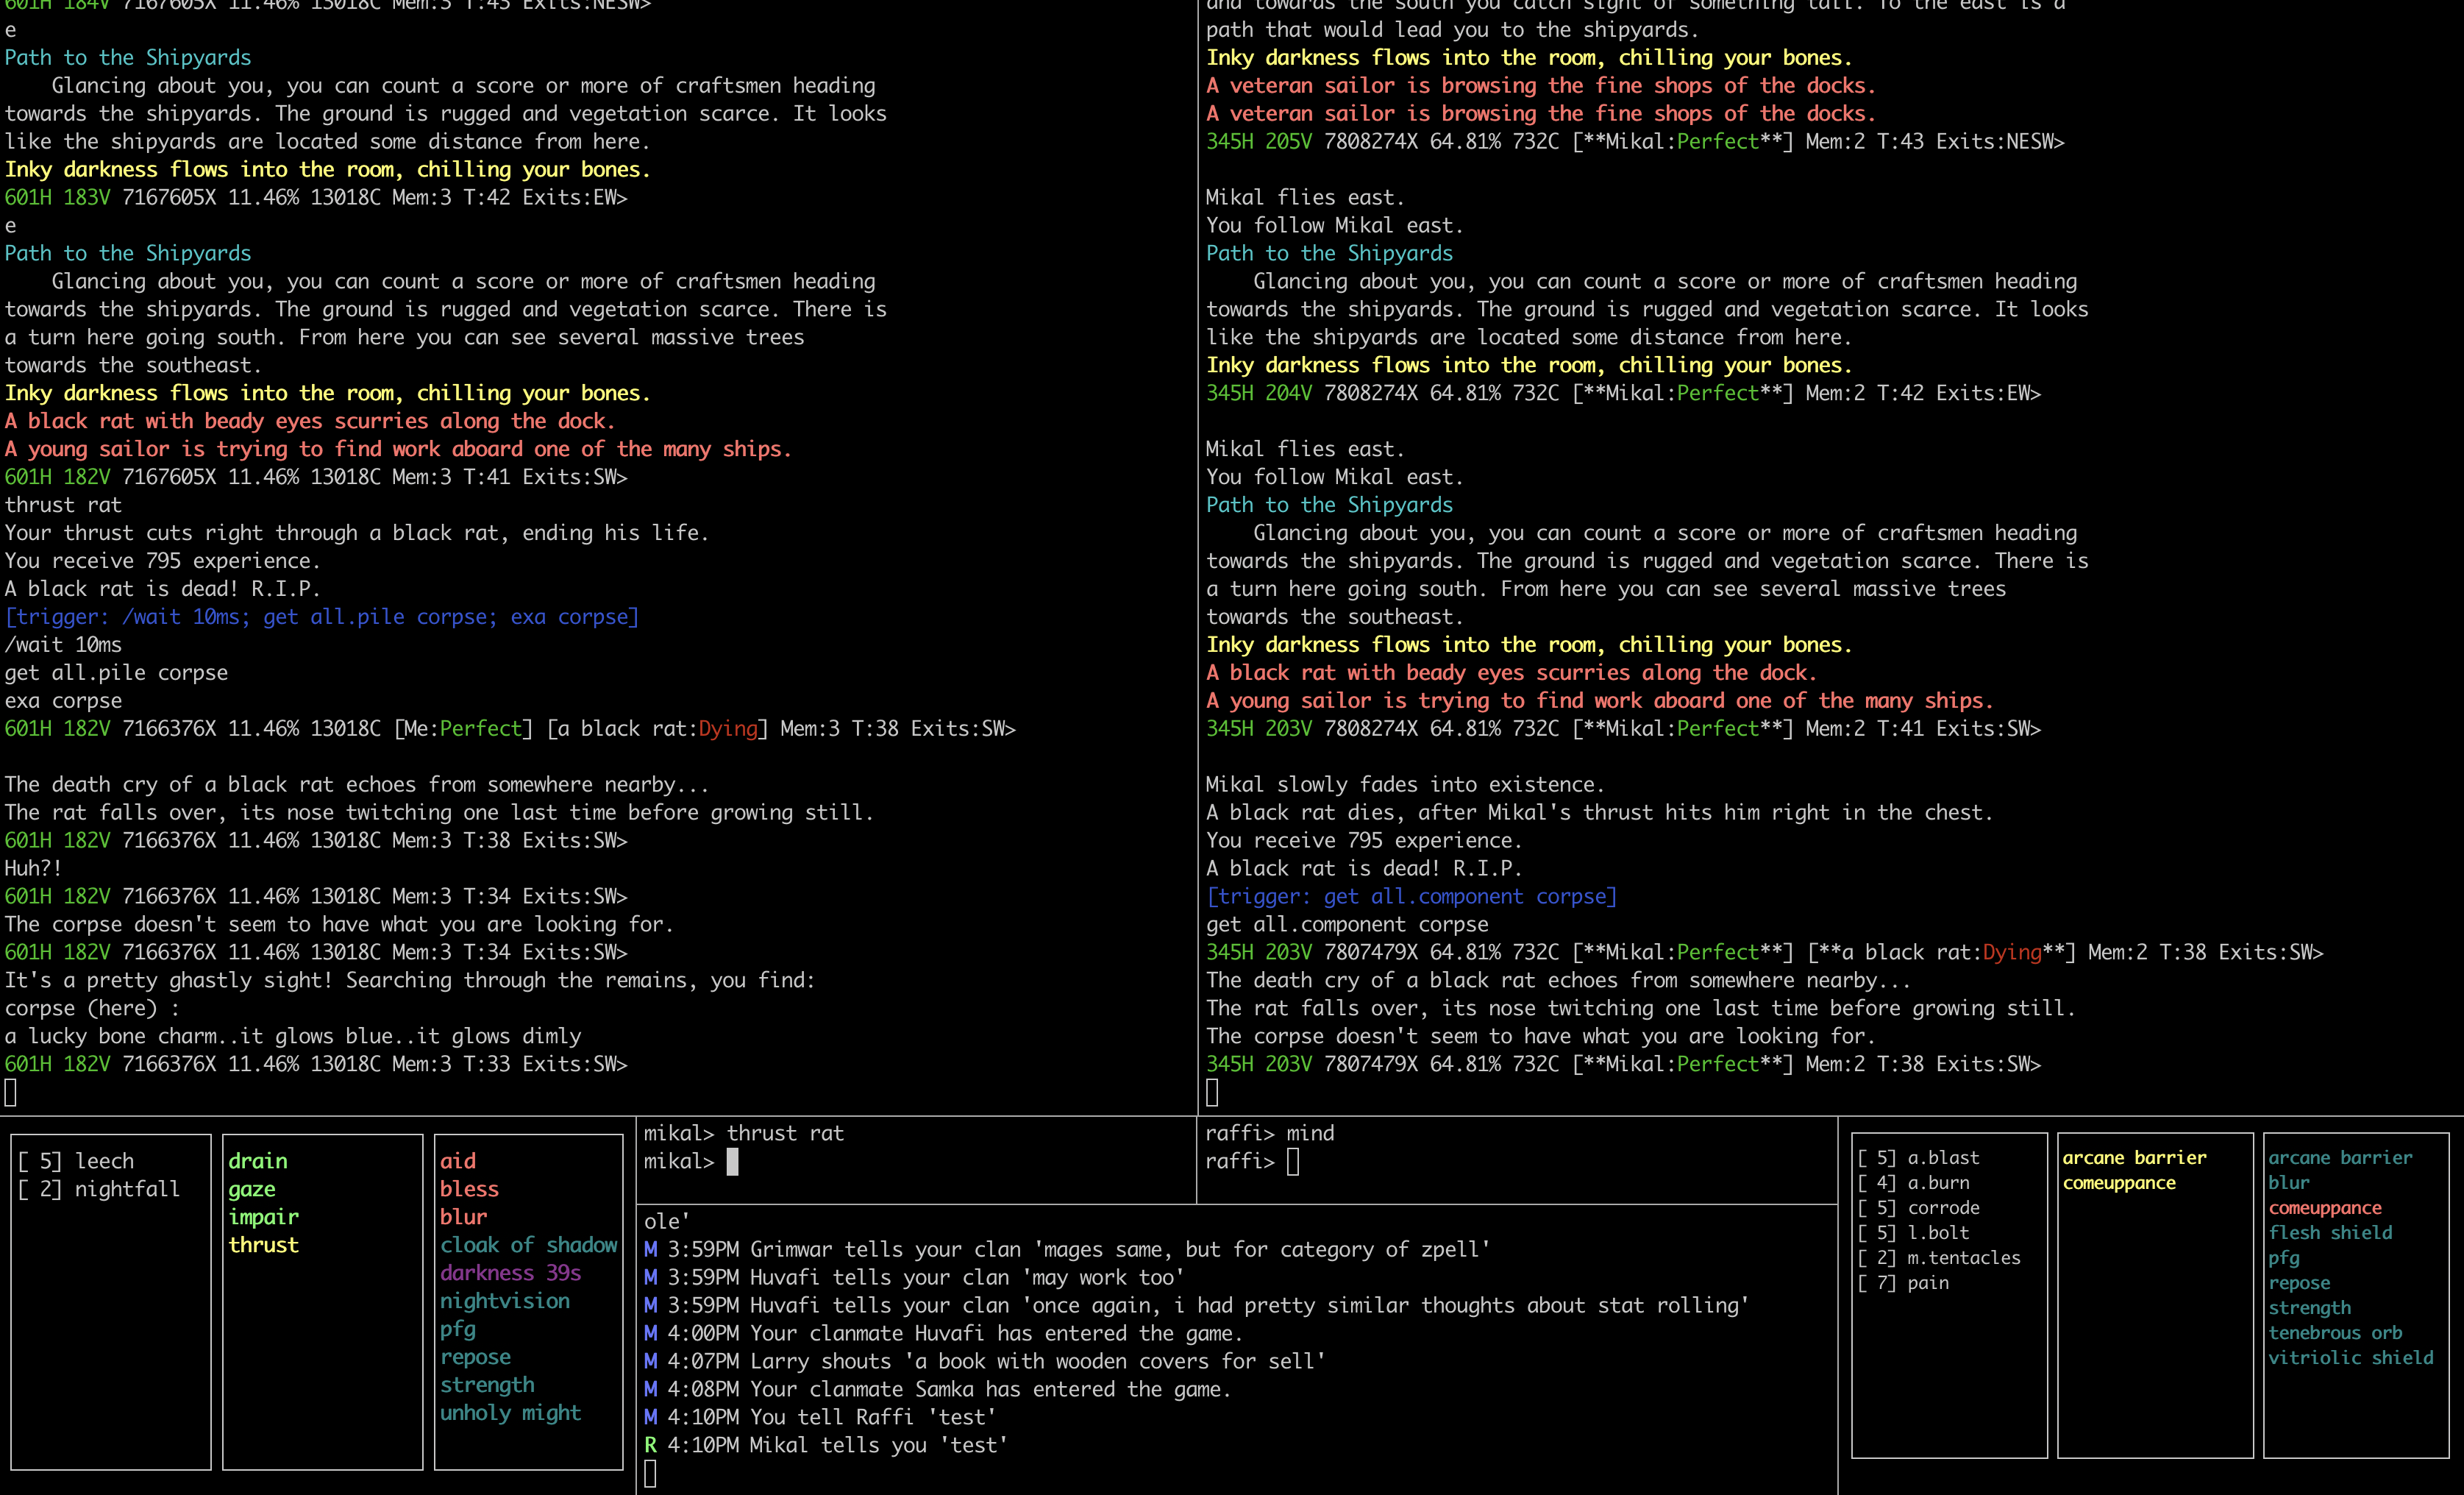 601H 184V 7167605X 11.46% 13018C Mem:3 T:43 Exits:NESW>
e
Path to the Shipyards
    Glancing about you, you can count a score or more of craftsmen heading
towards the shipyards. The ground is rugged and vegetation scarce. It looks
like the shipyards are located some distance from here.
Inky darkness flows into the room, chilling your bones.
601H 183V 7167605X 11.46% 13018C Mem:3 T:42 Exits:EW>
e
Path to the Shipyards
    Glancing about you, you can count a score or more of craftsmen heading
towards the shipyards. The ground is rugged and vegetation scarce. There is
a turn here going south. From here you can see several massive trees
towards the southeast.
Inky darkness flows into the room, chilling your bones.
A black rat with beady eyes scurries along the dock.
A young sailor is trying to find work aboard one of the many ships.
601H 182V 7167605X 11.46% 13018C Mem:3 T:41 Exits:SW>
thrust rat
Your thrust cuts right through a black rat, ending his life.
You receive 795 experience.
A black rat is dead! R.I.P.
[trigger: /wait 10ms; get all.pile corpse; exa corpse]
/wait 10ms
get all.pile corpse
exa corpse
601H 182V 7166376X 11.46% 13018C [Me:Perfect] [a black rat:Dying] Mem:3 T:38 Exits:SW>
The death cry of a black rat echoes from somewhere nearby...
The rat falls over, its nose twitching one last time before growing still.
601H 182V 7166376X 11.46% 13018C Mem:3 T:38 Exits:SW>
Huh?!
601H 182V 7166376X 11.46% 13018C Mem:3 T:34 Exits:SW>
The corpse doesn't seem to have what you are looking for.
601H 182V 7166376X 11.46% 13018C Mem:3 T:34 Exits:SW>
It's a pretty ghastly sight! Searching through the remains, you find:
corpse (here) :
a lucky bone charm..it glows blue..it glows dimly
601H 182V 7166376X 11.46% 13018C Mem:3 T:33 Exits:SW>
and towards the south you catch sight of something tall. To the east is a
path that would lead you to the shipyards.
Inky darkness flows into the room, chilling your bones.
A veteran sailor is browsing the fine shops of the docks.
A veteran sailor is browsing the fine shops of the docks.
345H 205V 7808274X 64.81% 732C [**Mikal:Perfect**] Mem:2 T:43 Exits:NESW>
Mikal flies east.
You follow Mikal east.
Path to the Shipyards
    Glancing about you, you can count a score or more of craftsmen heading
towards the shipyards. The ground is rugged and vegetation scarce. It looks
like the shipyards are located some distance from here.
Inky darkness flows into the room, chilling your bones.
345H 204V 7808274X 64.81% 732C [**Mikal:Perfect**] Mem:2 T:42 Exits:EW>
Mikal flies east.
You follow Mikal east.
Path to the Shipyards
    Glancing about you, you can count a score or more of craftsmen heading
towards the shipyards. The ground is rugged and vegetation scarce. There is
a turn here going south. From here you can see several massive trees
towards the southeast.
Inky darkness flows into the room, chilling your bones.
A black rat with beady eyes scurries along the dock.
A young sailor is trying to find work aboard one of the many ships.
345H 203V 7808274X 64.81% 732C [**Mikal:Perfect**] Mem:2 T:41 Exits:SW>
Mikal slowly fades into existence.
A black rat dies, after Mikal's thrust hits him right in the chest.
You receive 795 experience.
A black rat is dead! R.I.P.
[trigger: get all.component corpse]
get all.component corpse
345H 203V 7807479X 64.81% 732C [**Mikal:Perfect**] [**a black rat:Dying**] Mem:2 T:38 Exits:SW>
The death cry of a black rat echoes from somewhere nearby...
The rat falls over, its nose twitching one last time before growing still.
The corpse doesn't seem to have what you are looking for.
345H 203V 7807479X 64.81% 732C [**Mikal:Perfect**] Mem:2 T:38 Exits:SW>
[ 5] leech
[ 2] nightfall
drain
gaze
impair
thrust
aid
bless
blur
cloak of shadow
darkness 39s
nightvision
pfg
repose
strength
unholy might
mikal> thrust rat
mikal>
raffi> mind
raffi>
ole'
M 3:59PM Grimwar tells your clan 'mages same, but for category of zpell'
M 3:59PM Huvafi tells your clan 'may work too'
M 3:59PM Huvafi tells your clan 'once again, i had pretty similar thoughts about stat rolling'
M 4:00PM Your clanmate Huvafi has entered the game.
M 4:07PM Larry shouts 'a book with wooden covers for sell'
M 4:08PM Your clanmate Samka has entered the game.
M 4:10PM You tell Raffi 'test'
R 4:10PM Mikal tells you 'test'
[ 5] a.blast
[ 4] a.burn
[ 5] corrode
[ 5] l.bolt
[ 2] m.tentacles
[ 7] pain
arcane barrier
comeuppance
arcane barrier
blur
comeuppance
flesh shield
pfg
repose
strength
tenebrous orb
vitriolic shield